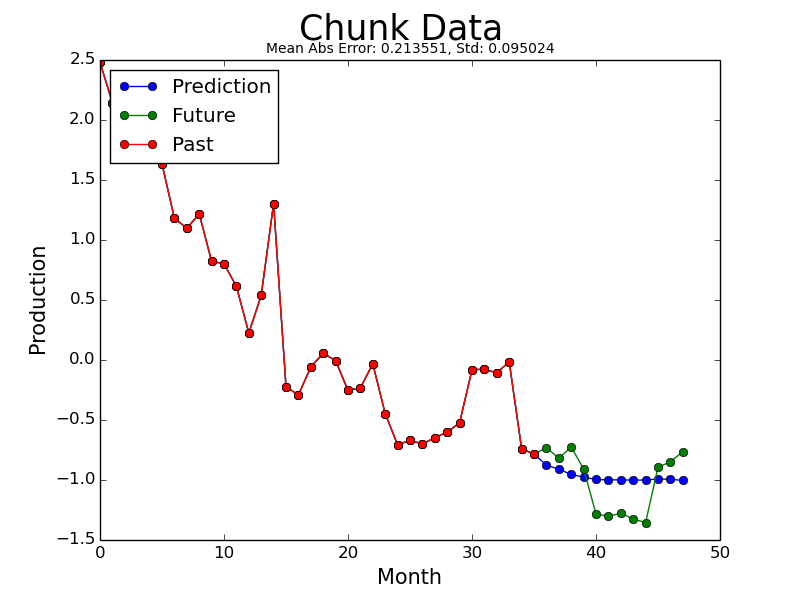 Chunk Data
Mean Abs Error: 0.213551, Std: 0.095024
Prediction
Future
Past
Production
2.5
2.0
1.5
1.0
0.5
0.0
−0.5
−1.0
−1.5
0 10 20 30 40 50
Month